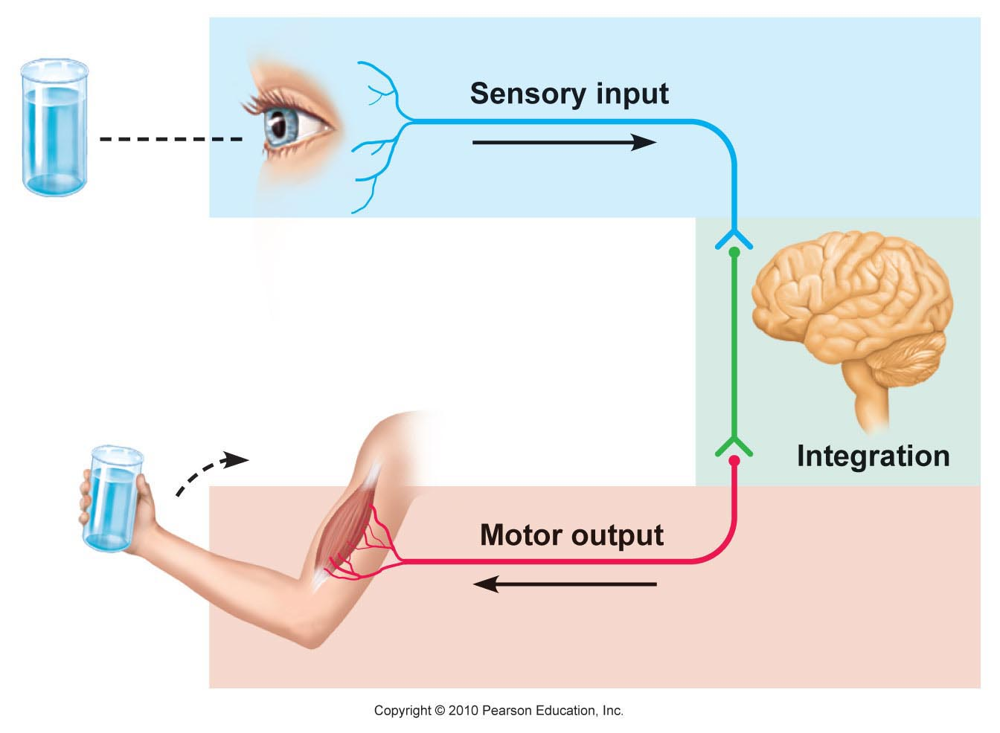 Sensory input
Integration
Motor output
Copyright © 2010 Pearson Education, Inc.